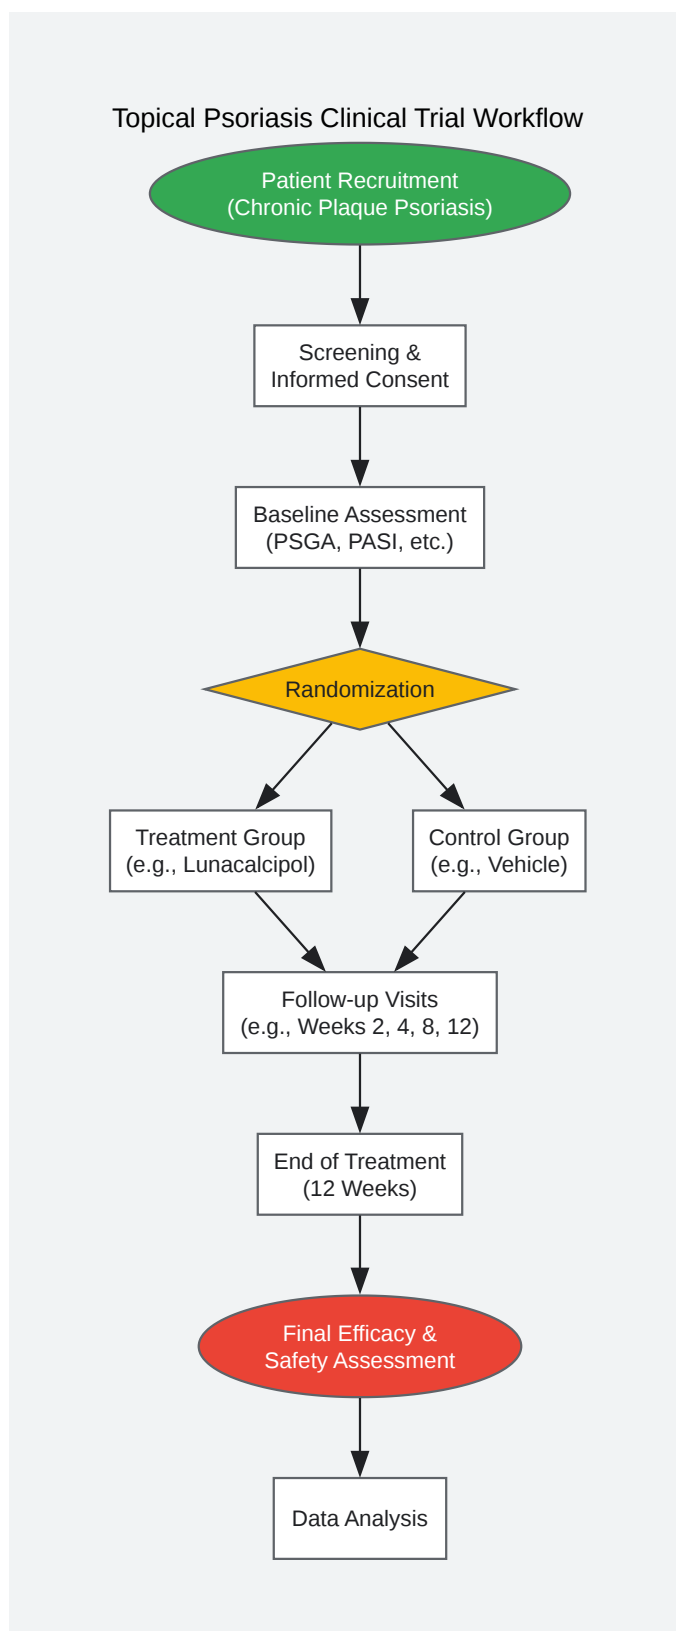 Topical Psoriasis Clinical Trial Workflow
Patient Recruitment
(Chronic Plaque Psoriasis)
Screening &
Informed Consent
Baseline Assessment
(PSGA, PASI, etc.)
Randomization
Treatment Group
(e.g., Lunacalcipol)
Control Group
(e.g., Vehicle)
Follow-up Visits
(e.g., Weeks 2, 4, 8, 12)
End of Treatment
(12 Weeks)
Final Efficacy &
Safety Assessment
Data Analysis